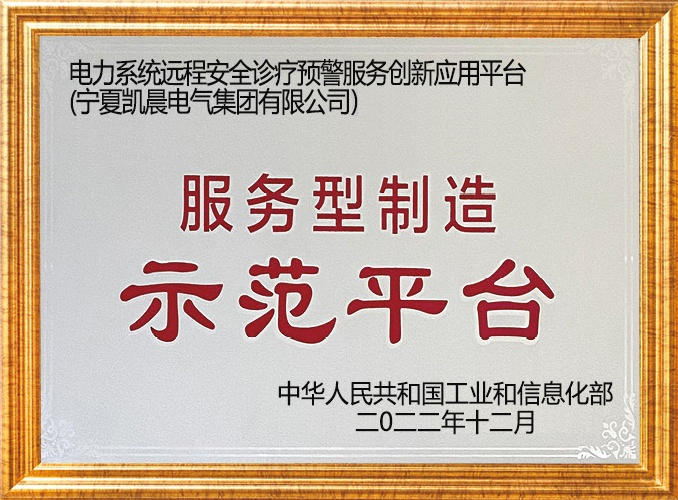 电力系统远程安全诊疗预警服务创新应用平台
(宁夏凯晨电气集团有限公司)
服务型制造
示范平台
中华人民共和国工业和信息化部
二〇二二年十二月